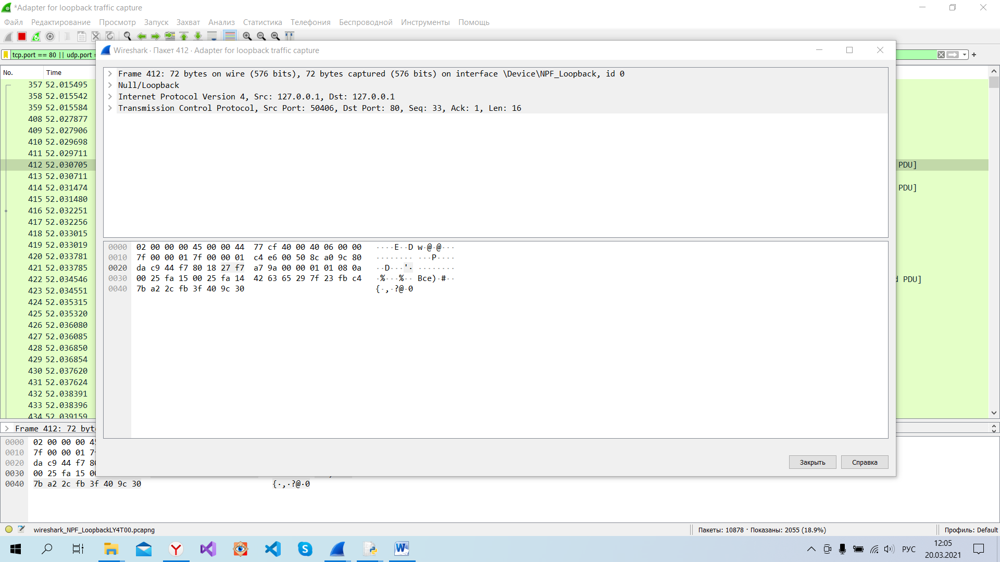 *Adapter for loopback traffic capture
Файл Редактирование Просмотр Запуск Захват Анализ Статистика Телефония Беспроводной Инструменты Помощь
Wireshark · Пакет 412 · Adapter for loopback traffic capture
tcp.port == 80 || udp.port =
No. Time
Frame 412: 72 bytes on wire (576 bits), 72 bytes captured (576 bits) on interface \Device\NPF_Loopback, id 0
Null/Loopback
Internet Protocol Version 4, Src: 127.0.0.1, Dst: 127.0.0.1
Transmission Control Protocol, Src Port: 50406, Dst Port: 80, Seq: 33, Ack: 1, Len: 16
357 52.015495
358 52.015542
359 52.015584
408 52.027877
409 52.027906
410 52.029698
411 52.029711
412 52.030705 PDU]
413 52.030711
414 52.031474 PDU]
415 52.031480
416 52.032251
417 52.032256
418 52.033015
419 52.033019
420 52.033781
421 52.033785
422 52.034546 PDU]
423 52.034551
424 52.035315
425 52.035320
426 52.036080
427 52.036085
428 52.036850
429 52.036854
430 52.037620
431 52.037624
432 52.038391
433 52.038396
434 52.039159
0000 02 00 00 00 45 00 00 44 77 cf 40 00 40 06 00 00 ····E··D w·@·@···
0010 7f 00 00 01 7f 00 00 01 c4 e6 00 50 8c a0 9c 80 ········ ···P····
0020 da c9 44 f7 80 18 27 f7 a7 9a 00 00 01 01 08 0a ··D···'· ········
0030 00 25 fa 15 00 25 fa 14 42 63 65 29 7f 23 fb c4 ·%···%·· Bce)·#··
0040 7b a2 2c fb 3f 40 9c 30 {·,·?@·0
Закрыть Справка
Frame 412: 72 byt
0000 02 00 00 00 45
0010 7f 00 00 01 7f
0020 da c9 44 f7 80
0030 00 25 fa 15 00
0040 7b a2 2c fb 3f 40 9c 30 {·,·?@·0
wireshark_NPF_LoopbackLY4T00.pcapng Пакеты: 10878 · Показаны: 2055 (18.9%) Профиль: Default
РУС
12:05
20.03.2021